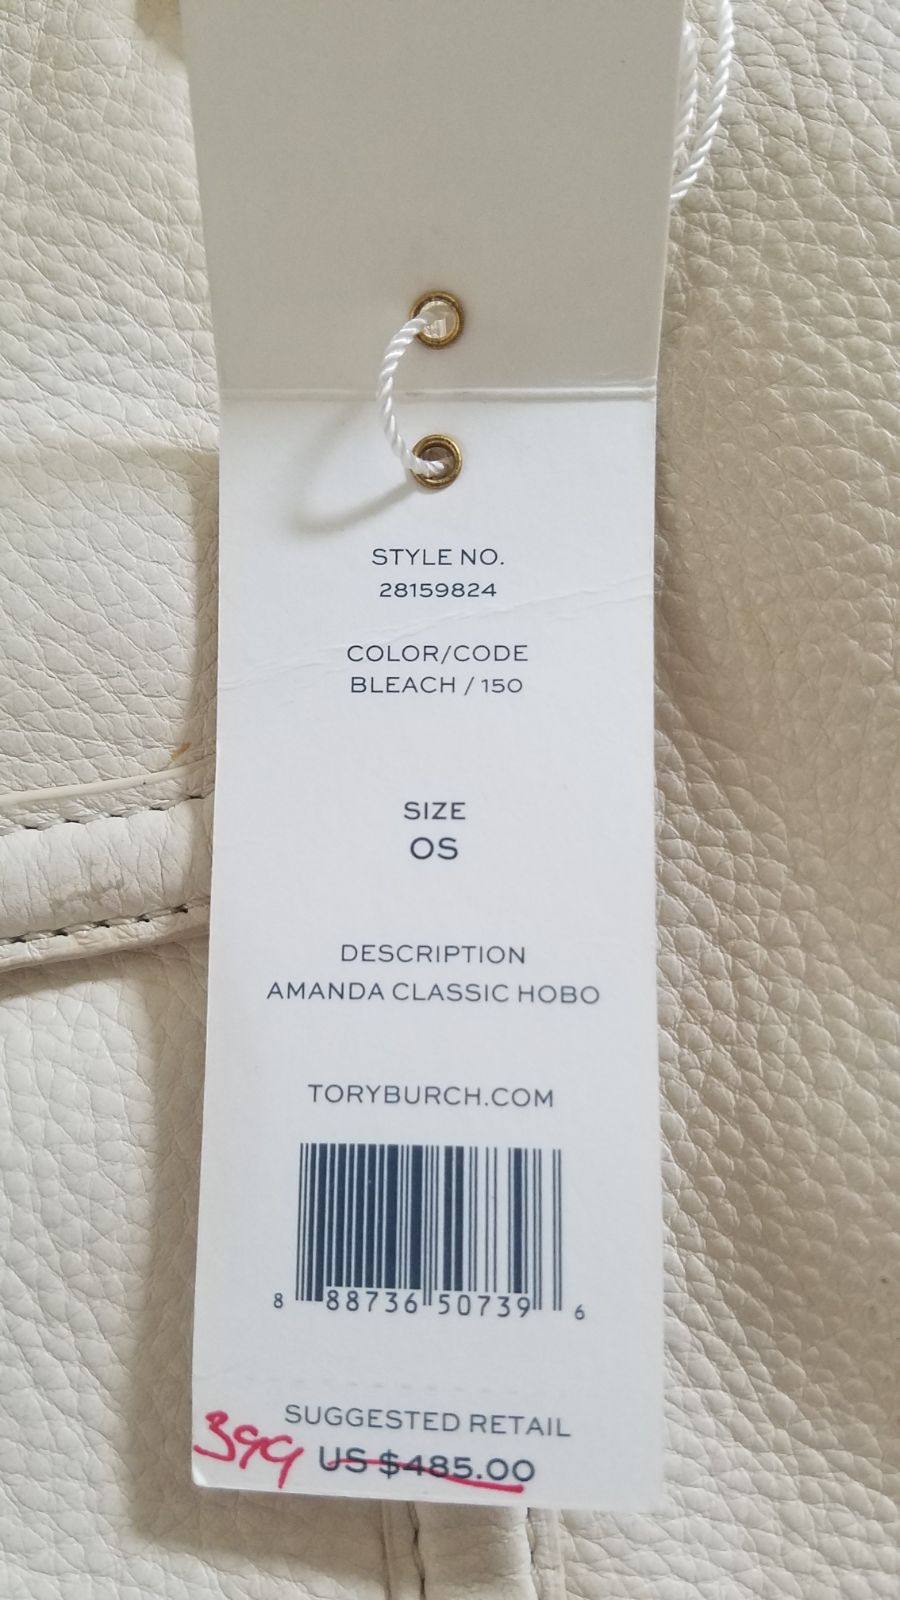 STYLE NO.
28159824
COLOR/CODE
BLEACH / 150
SIZE
OS
DESCRIPTION
AMANDA CLASSIC HOBO
TORYBURCH.COM
8 88736 50739 6
SUGGESTED RETAIL
399 US $485.00